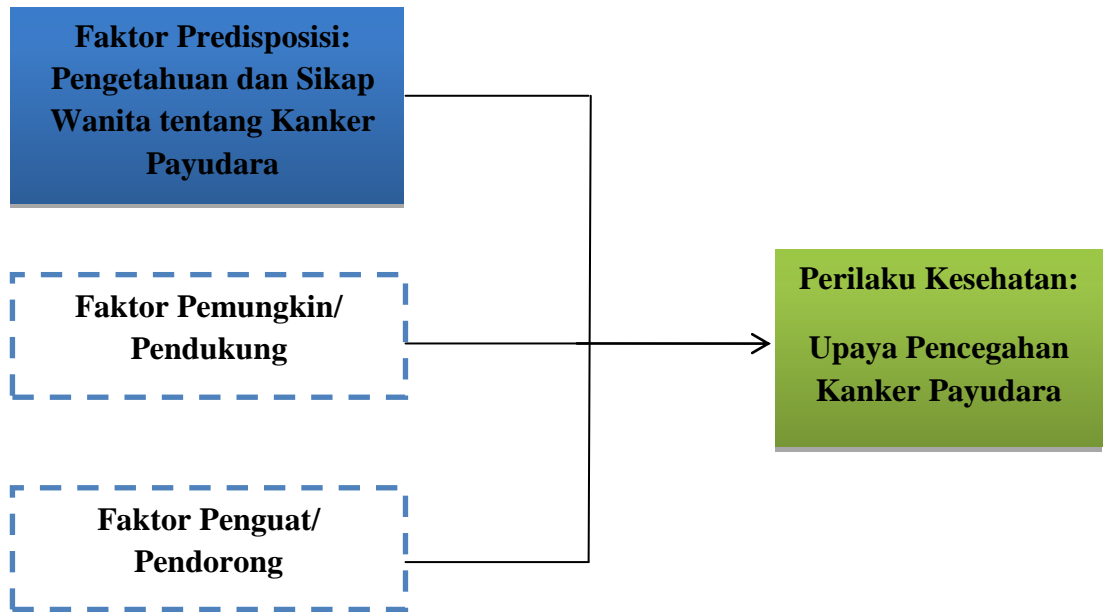 Faktor Predisposisi:
Pengetahuan dan Sikap
Wanita tentang Kanker
Payudara
Faktor Pemungkin/
Pendukung
Faktor Penguat/
Pendorong
Perilaku Kesehatan:
Upaya Pencegahan
Kanker Payudara